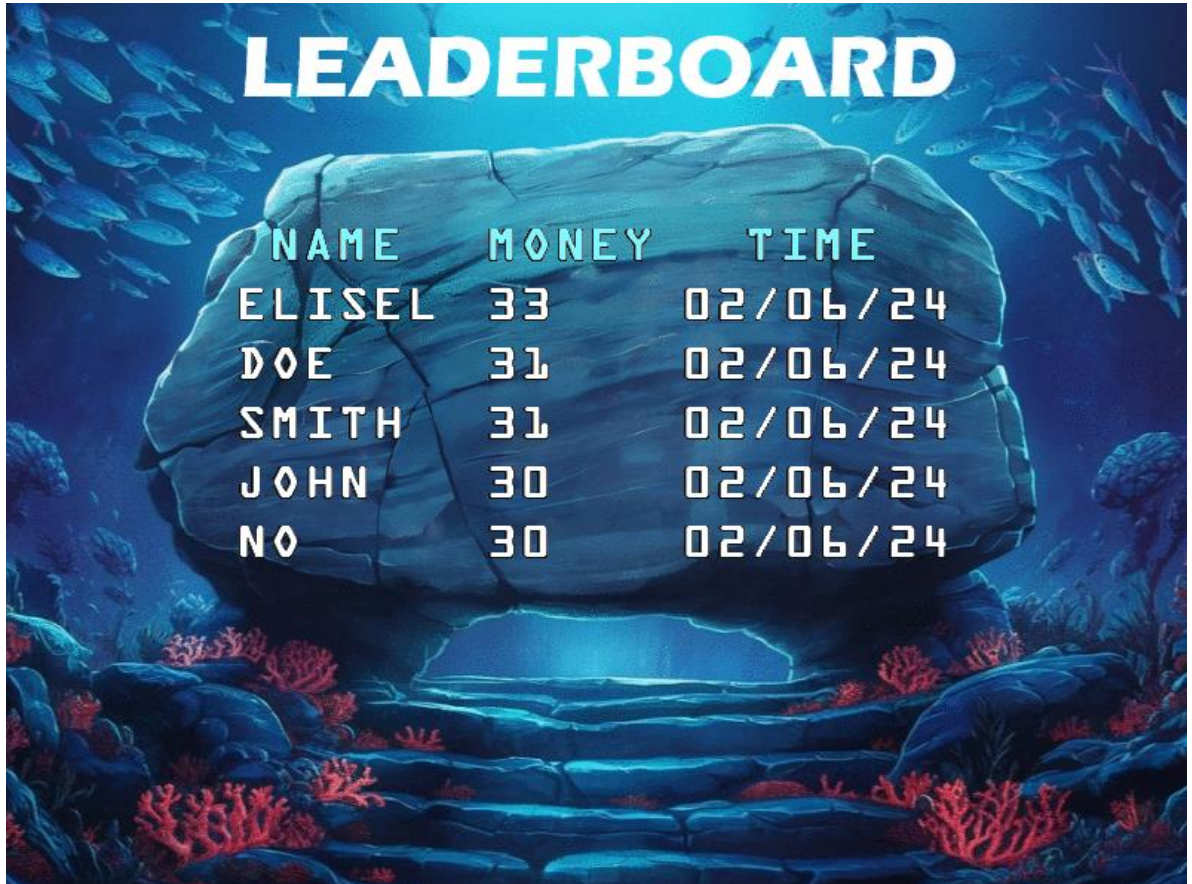 LEADERBOARD
NAME MONEY TIME
ELISEL 33 02/06/24
DOE 31 02/06/24
SMITH 31 02/06/24
JOHN 30 02/06/24
NO 30 02/06/24